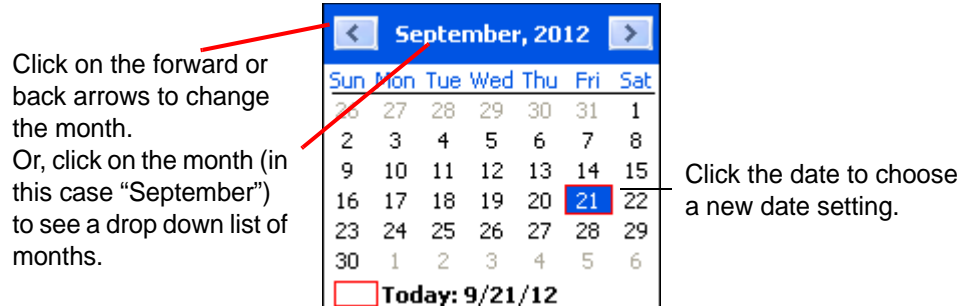 Click on the forward or
back arrows to change
the month.
Or, click on the month (in
this case “September”)
to see a drop down list of
months.
September, 2012
Sun Mon Tue Wed Thu Fri Sat
26 27 28 29 30 31 1
2 3 4 5 6 7 8
9 10 11 12 13 14 15
16 17 18 19 20 21 22
23 24 25 26 27 28 29
30 1 2 3 4 5 6
Today: 9/21/12
Click the date to choose
a new date setting.